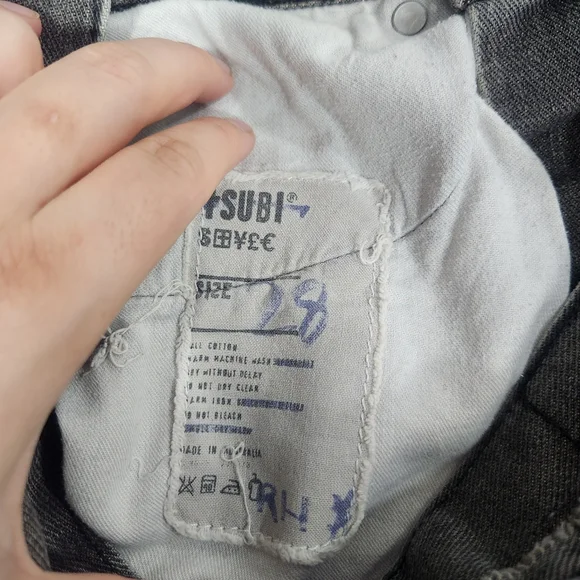 SUBI®
¥£€
SIZE 28
ALL COTTON
WARM MACHINE WASH
DRY WITHOUT DELAY
DO NOT DRY CLEAN
WARM IRON
DO NOT BLEACH
MADE IN AUSTRALIA
RH X